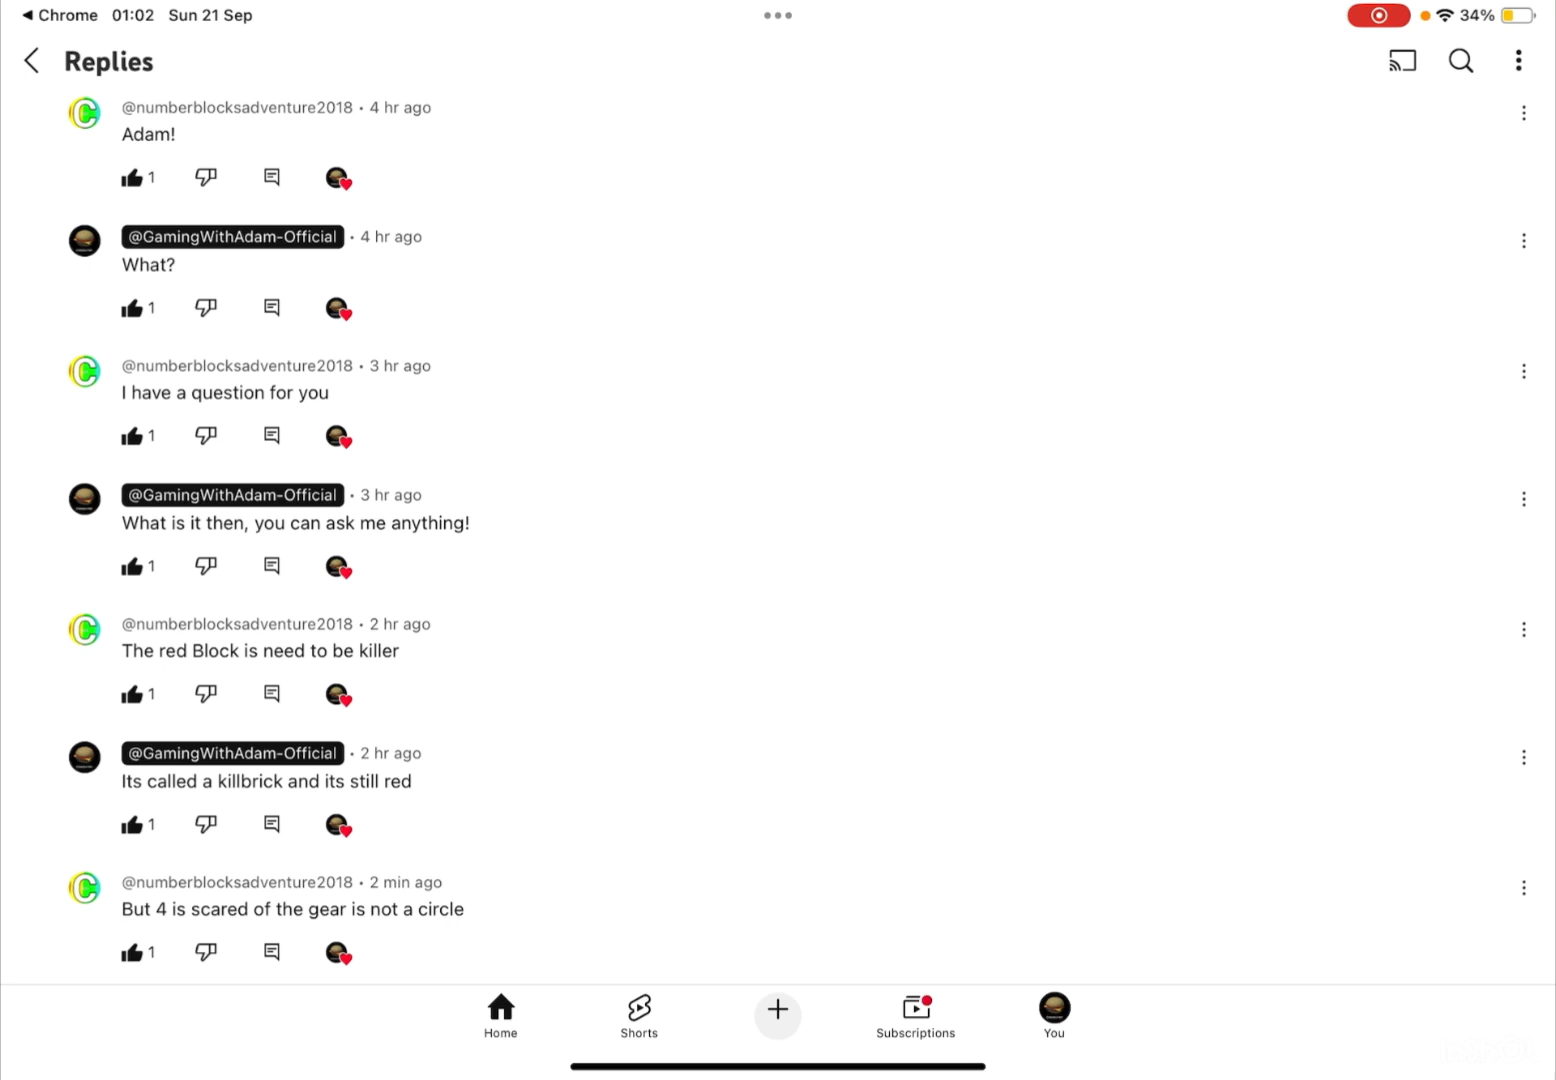 ◀ Chrome 01:02 Sun 21 Sep
34%
Replies
@numberblocksadventure2018 • 4 hr ago
Adam!
1
@GamingWithAdam-Official • 4 hr ago
What?
1
@numberblocksadventure2018 • 3 hr ago
I have a question for you
1
@GamingWithAdam-Official • 3 hr ago
What is it then, you can ask me anything!
1
@numberblocksadventure2018 • 2 hr ago
The red Block is need to be killer
1
@GamingWithAdam-Official • 2 hr ago
Its called a killbrick and its still red
1
@numberblocksadventure2018 • 2 min ago
But 4 is scared of the gear is not a circle
1
Home Shorts Subscriptions You